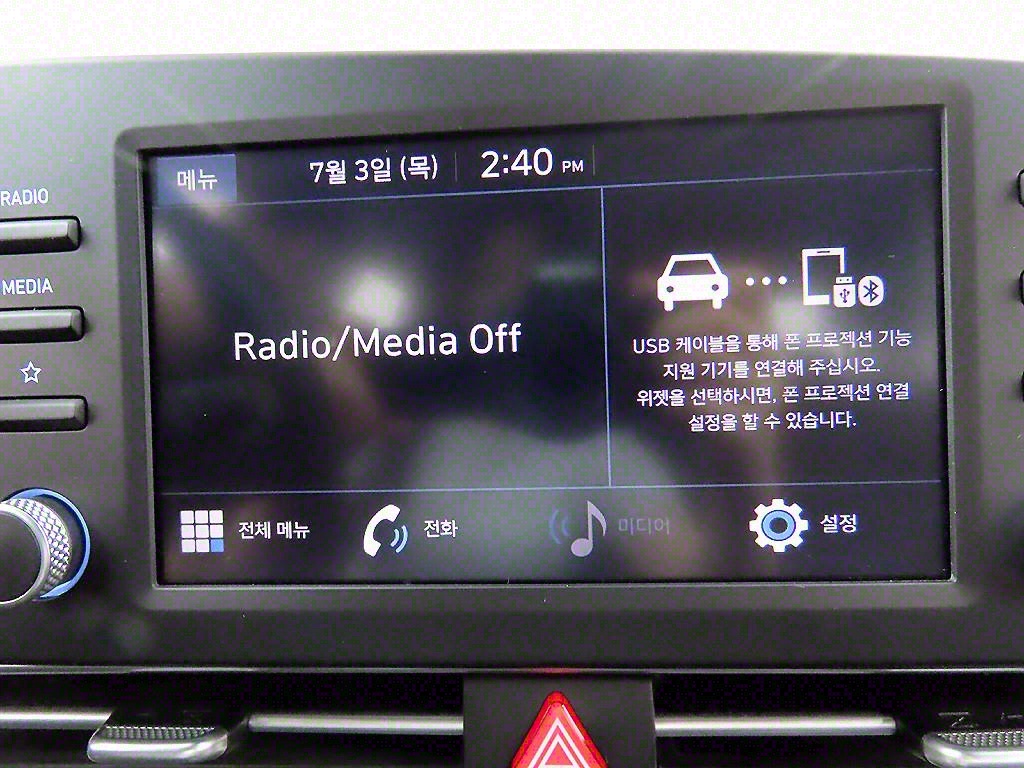 메뉴 7월 3일 (목) 2:40 PM
RADIO
MEDIA
Radio/Media Off
USB 케이블을 통해 폰 프로젝션 기능
지원 기기를 연결해 주십시오.
위젯을 선택하시면, 폰 프로젝션 연결
설정을 할 수 있습니다.
전체 메뉴 전화 미디어 설정